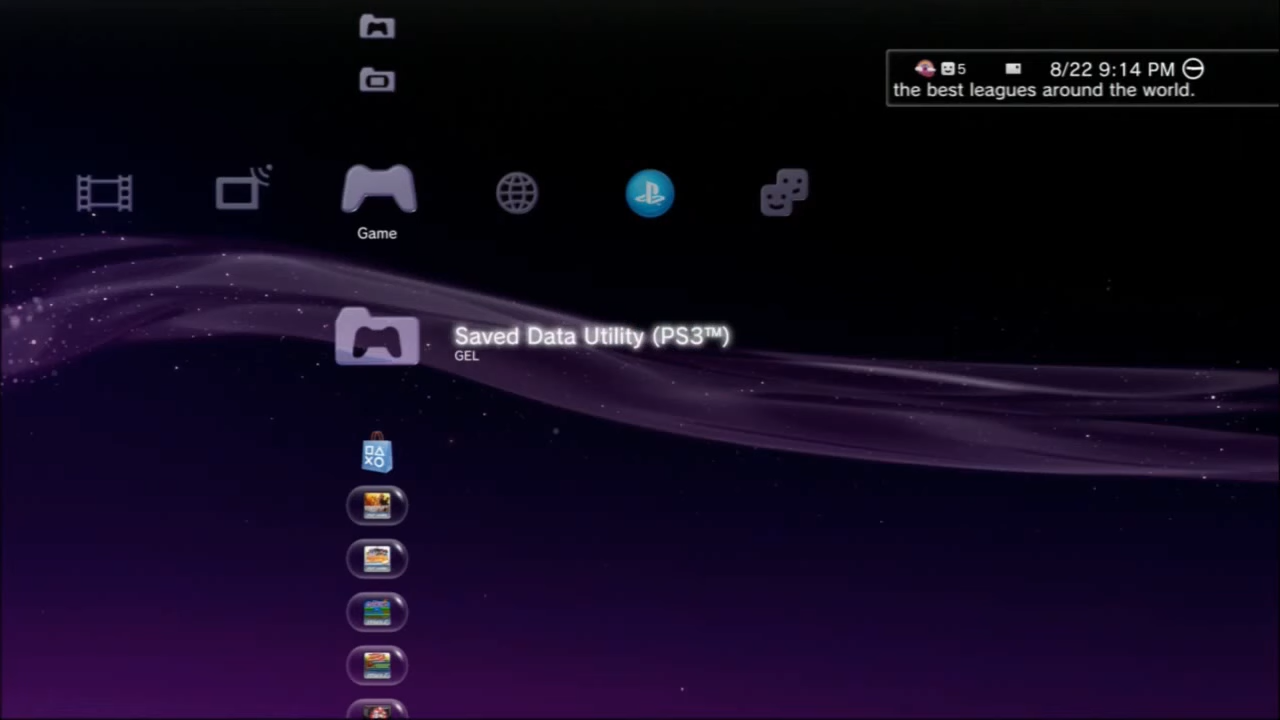 5 8/22 9:14 PM
the best leagues around the world.
Game
Saved Data Utility (PS3™)
GEL